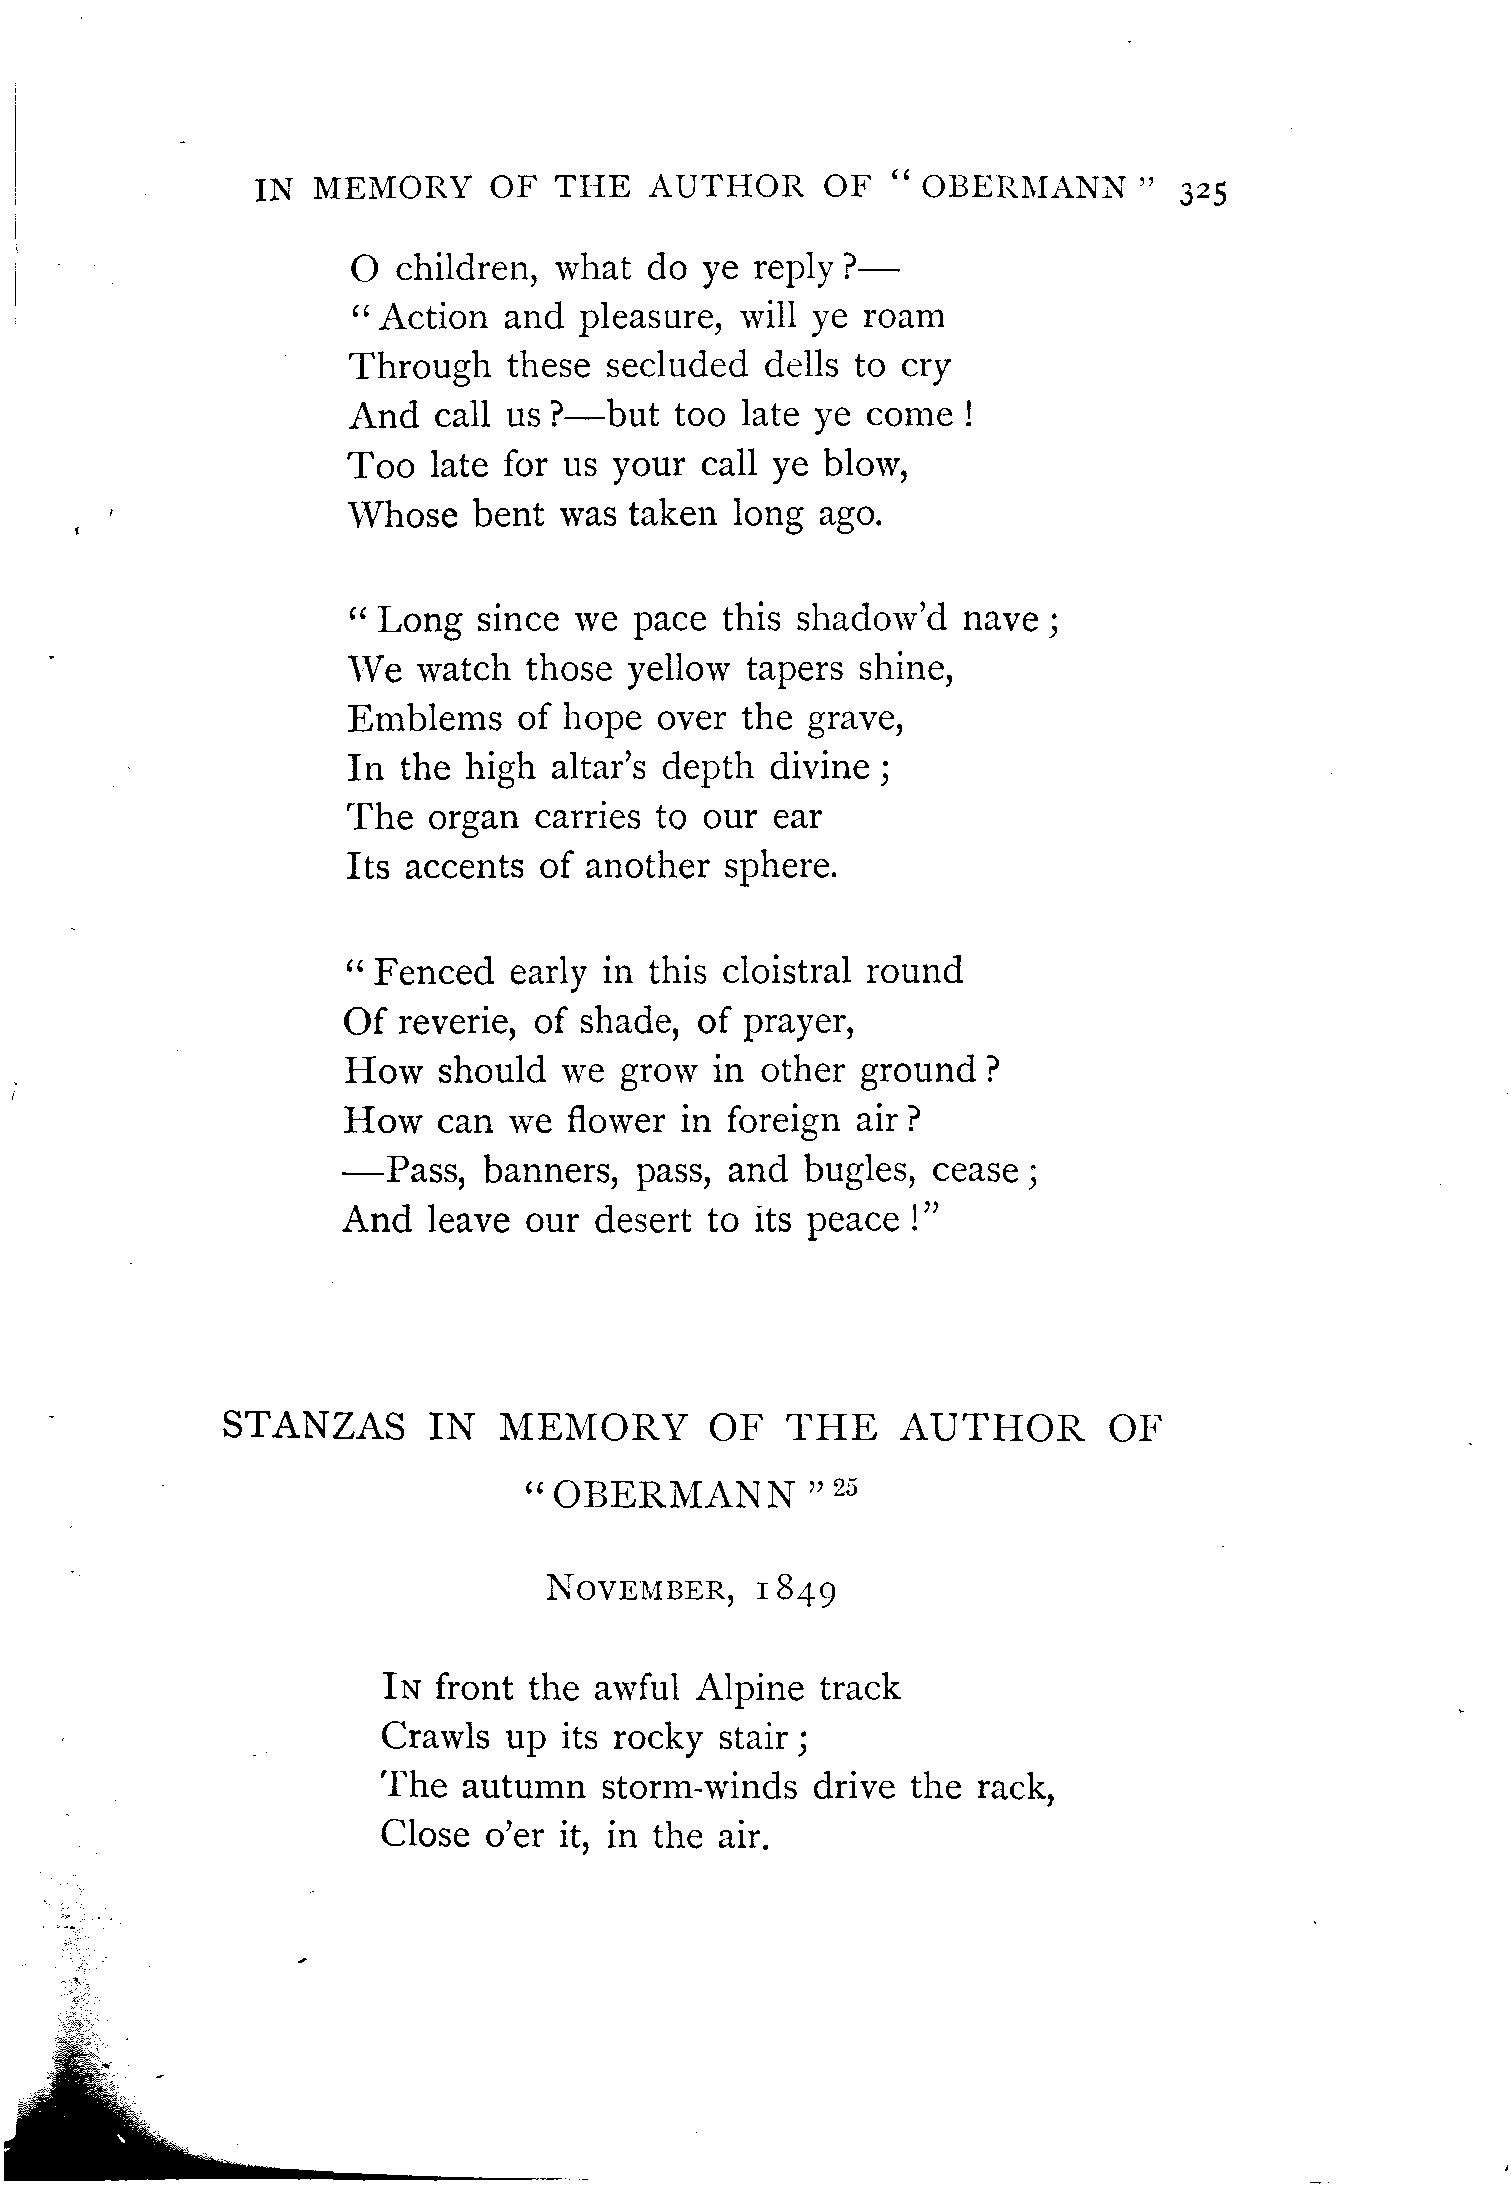 IN MEMORY OF THE AUTHOR OF “OBERMANN” 325
O children, what do ye reply?—
“Action and pleasure, will ye roam
Through these secluded dells to cry
And call us?—but too late ye come!
Too late for us your call ye blow,
Whose bent was taken long ago.
“Long since we pace this shadow’d nave;
We watch those yellow tapers shine,
Emblems of hope over the grave,
In the high altar’s depth divine;
The organ carries to our ear
Its accents of another sphere.
“Fenced early in this cloistral round
Of reverie, of shade, of prayer,
How should we grow in other ground?
How can we flower in foreign air?
—Pass, banners, pass, and bugles, cease;
And leave our desert to its peace!”
STANZAS IN MEMORY OF THE AUTHOR OF
“OBERMANN”²⁵
NOVEMBER, 1849
IN front the awful Alpine track
Crawls up its rocky stair;
The autumn storm-winds drive the rack,
Close o’er it, in the air.